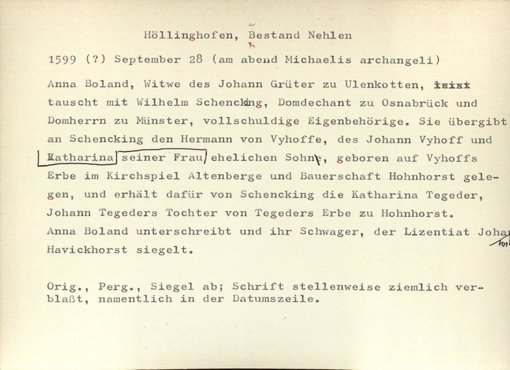 Höllinghofen, Bestand Nehlen
1599 (?) September 28 (am abend Michaelis archangeli)
Anna Boland, Witwe des Johann Grüter zu Ulenkotten,
tauscht mit Wilhelm Schencking, Domdechant zu Osnabrück und
Domherrn zu Münster, vollschuldige Eigenbehörige. Sie übergibt
an Schencking den Hermann von Vyhoffe, des Johann Vyhoff und
Katharina seiner Frau ehelichen Sohn, geboren auf Vyhoffs
Erbe im Kirchspiel Altenberge und Bauerschaft Hohnhorst gele-
gen, und erhält dafür von Schencking die Katharina Tegeder,
Johann Tegeders Tochter von Tegeders Erbe zu Hohnhorst.
Anna Boland unterschreibt und ihr Schwager, der Lizentiat Johann
Havickhorst siegelt.
Orig., Perg., Siegel ab; Schrift stellenweise ziemlich ver-
blaßt, namentlich in der Datumszeile.